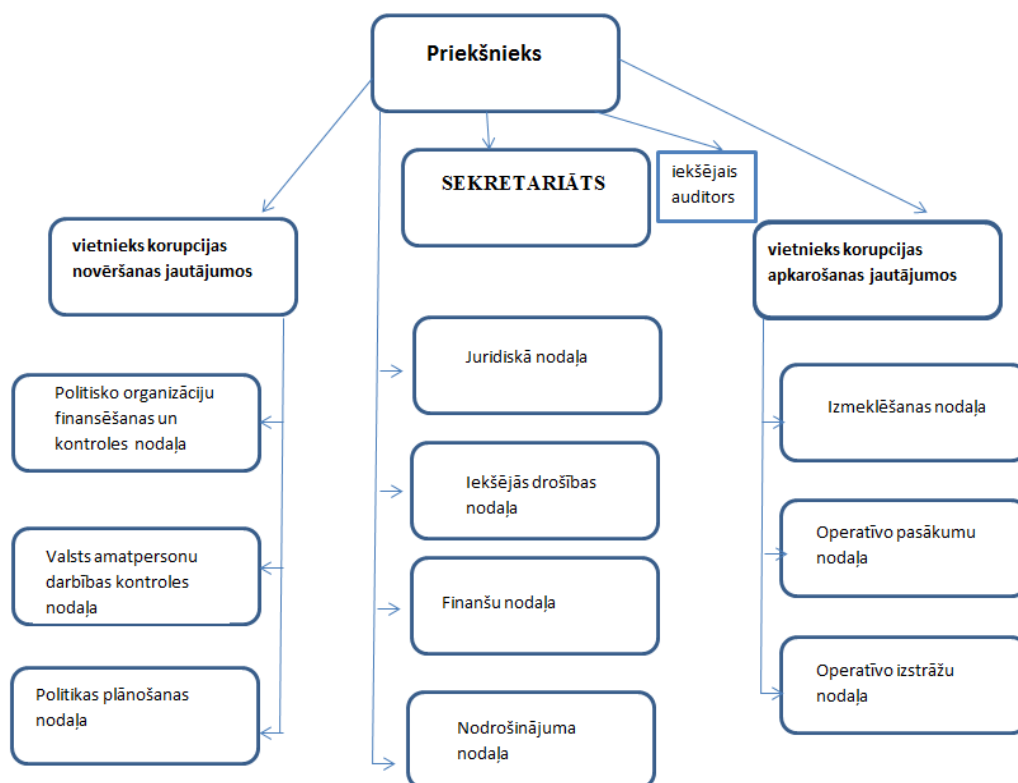 Priekšnieks
SEKRETARIĀTS
iekšējais
auditors
vietnieks korupcijas
novēršanas jautājumos
vietnieks korupcijas
apkarošanas jautājumos
Politisko organizāciju
finansēšanas un
kontroles nodaļa
Valsts amatpersonu
darbības kontroles
nodaļa
Politikas plānošanas
nodaļa
Juridiskā nodaļa
Iekšējās drošības
nodaļa
Finanšu nodaļa
Nodrošinājuma
nodaļa
Izmeklēšanas nodaļa
Operatīvo pasākumu
nodaļa
Operatīvo izstrāžu
nodaļa